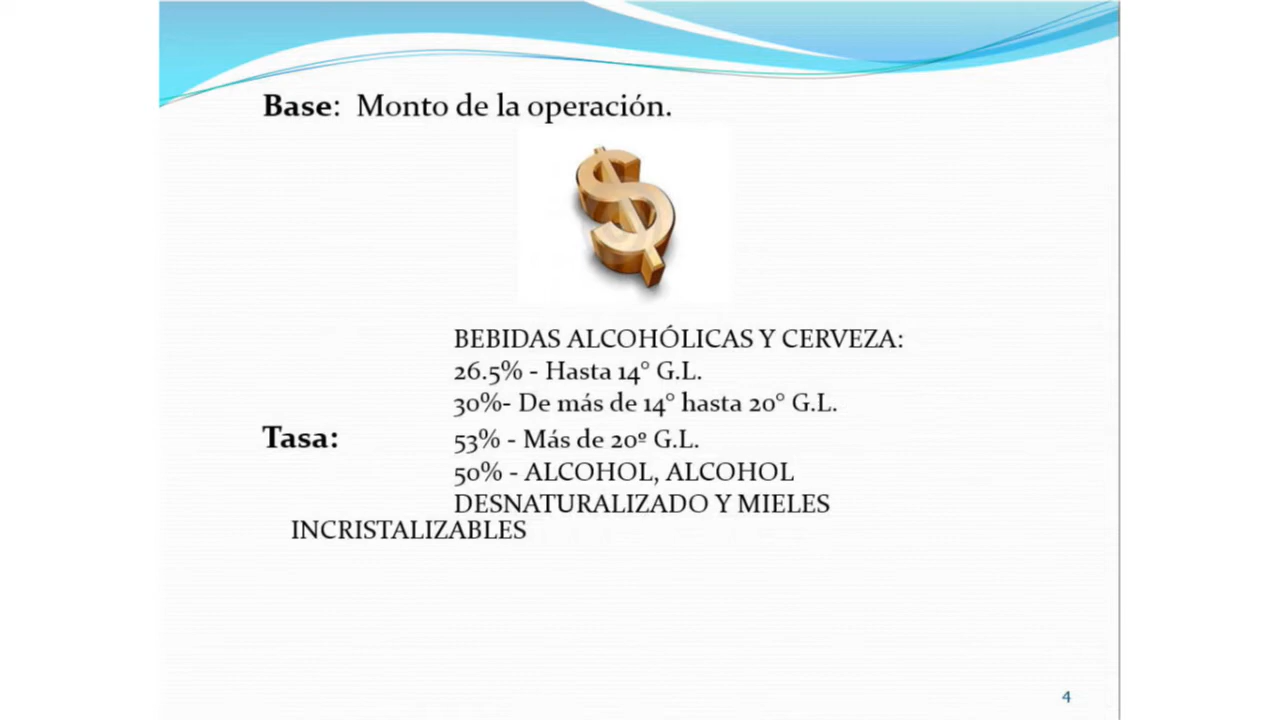 Base: Monto de la operación.
BEBIDAS ALCOHÓLICAS Y CERVEZA:
26.5% - Hasta 14° G.L.
30%- De más de 14° hasta 20° G.L.
Tasa: 53% - Más de 20º G.L.
50% - ALCOHOL, ALCOHOL
DESNATURALIZADO Y MIELES
INCRISTALIZABLES
4